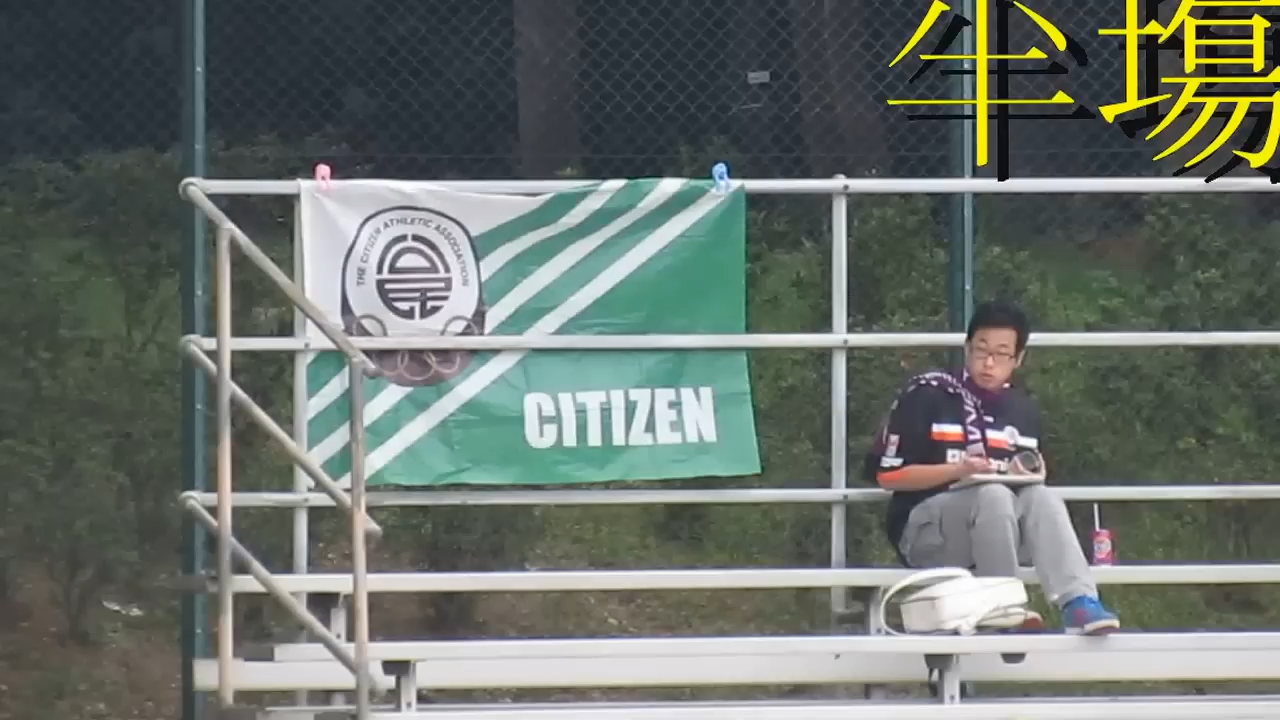 半場
THE CITIZEN ATHLETIC ASSOCIATION
CITIZEN